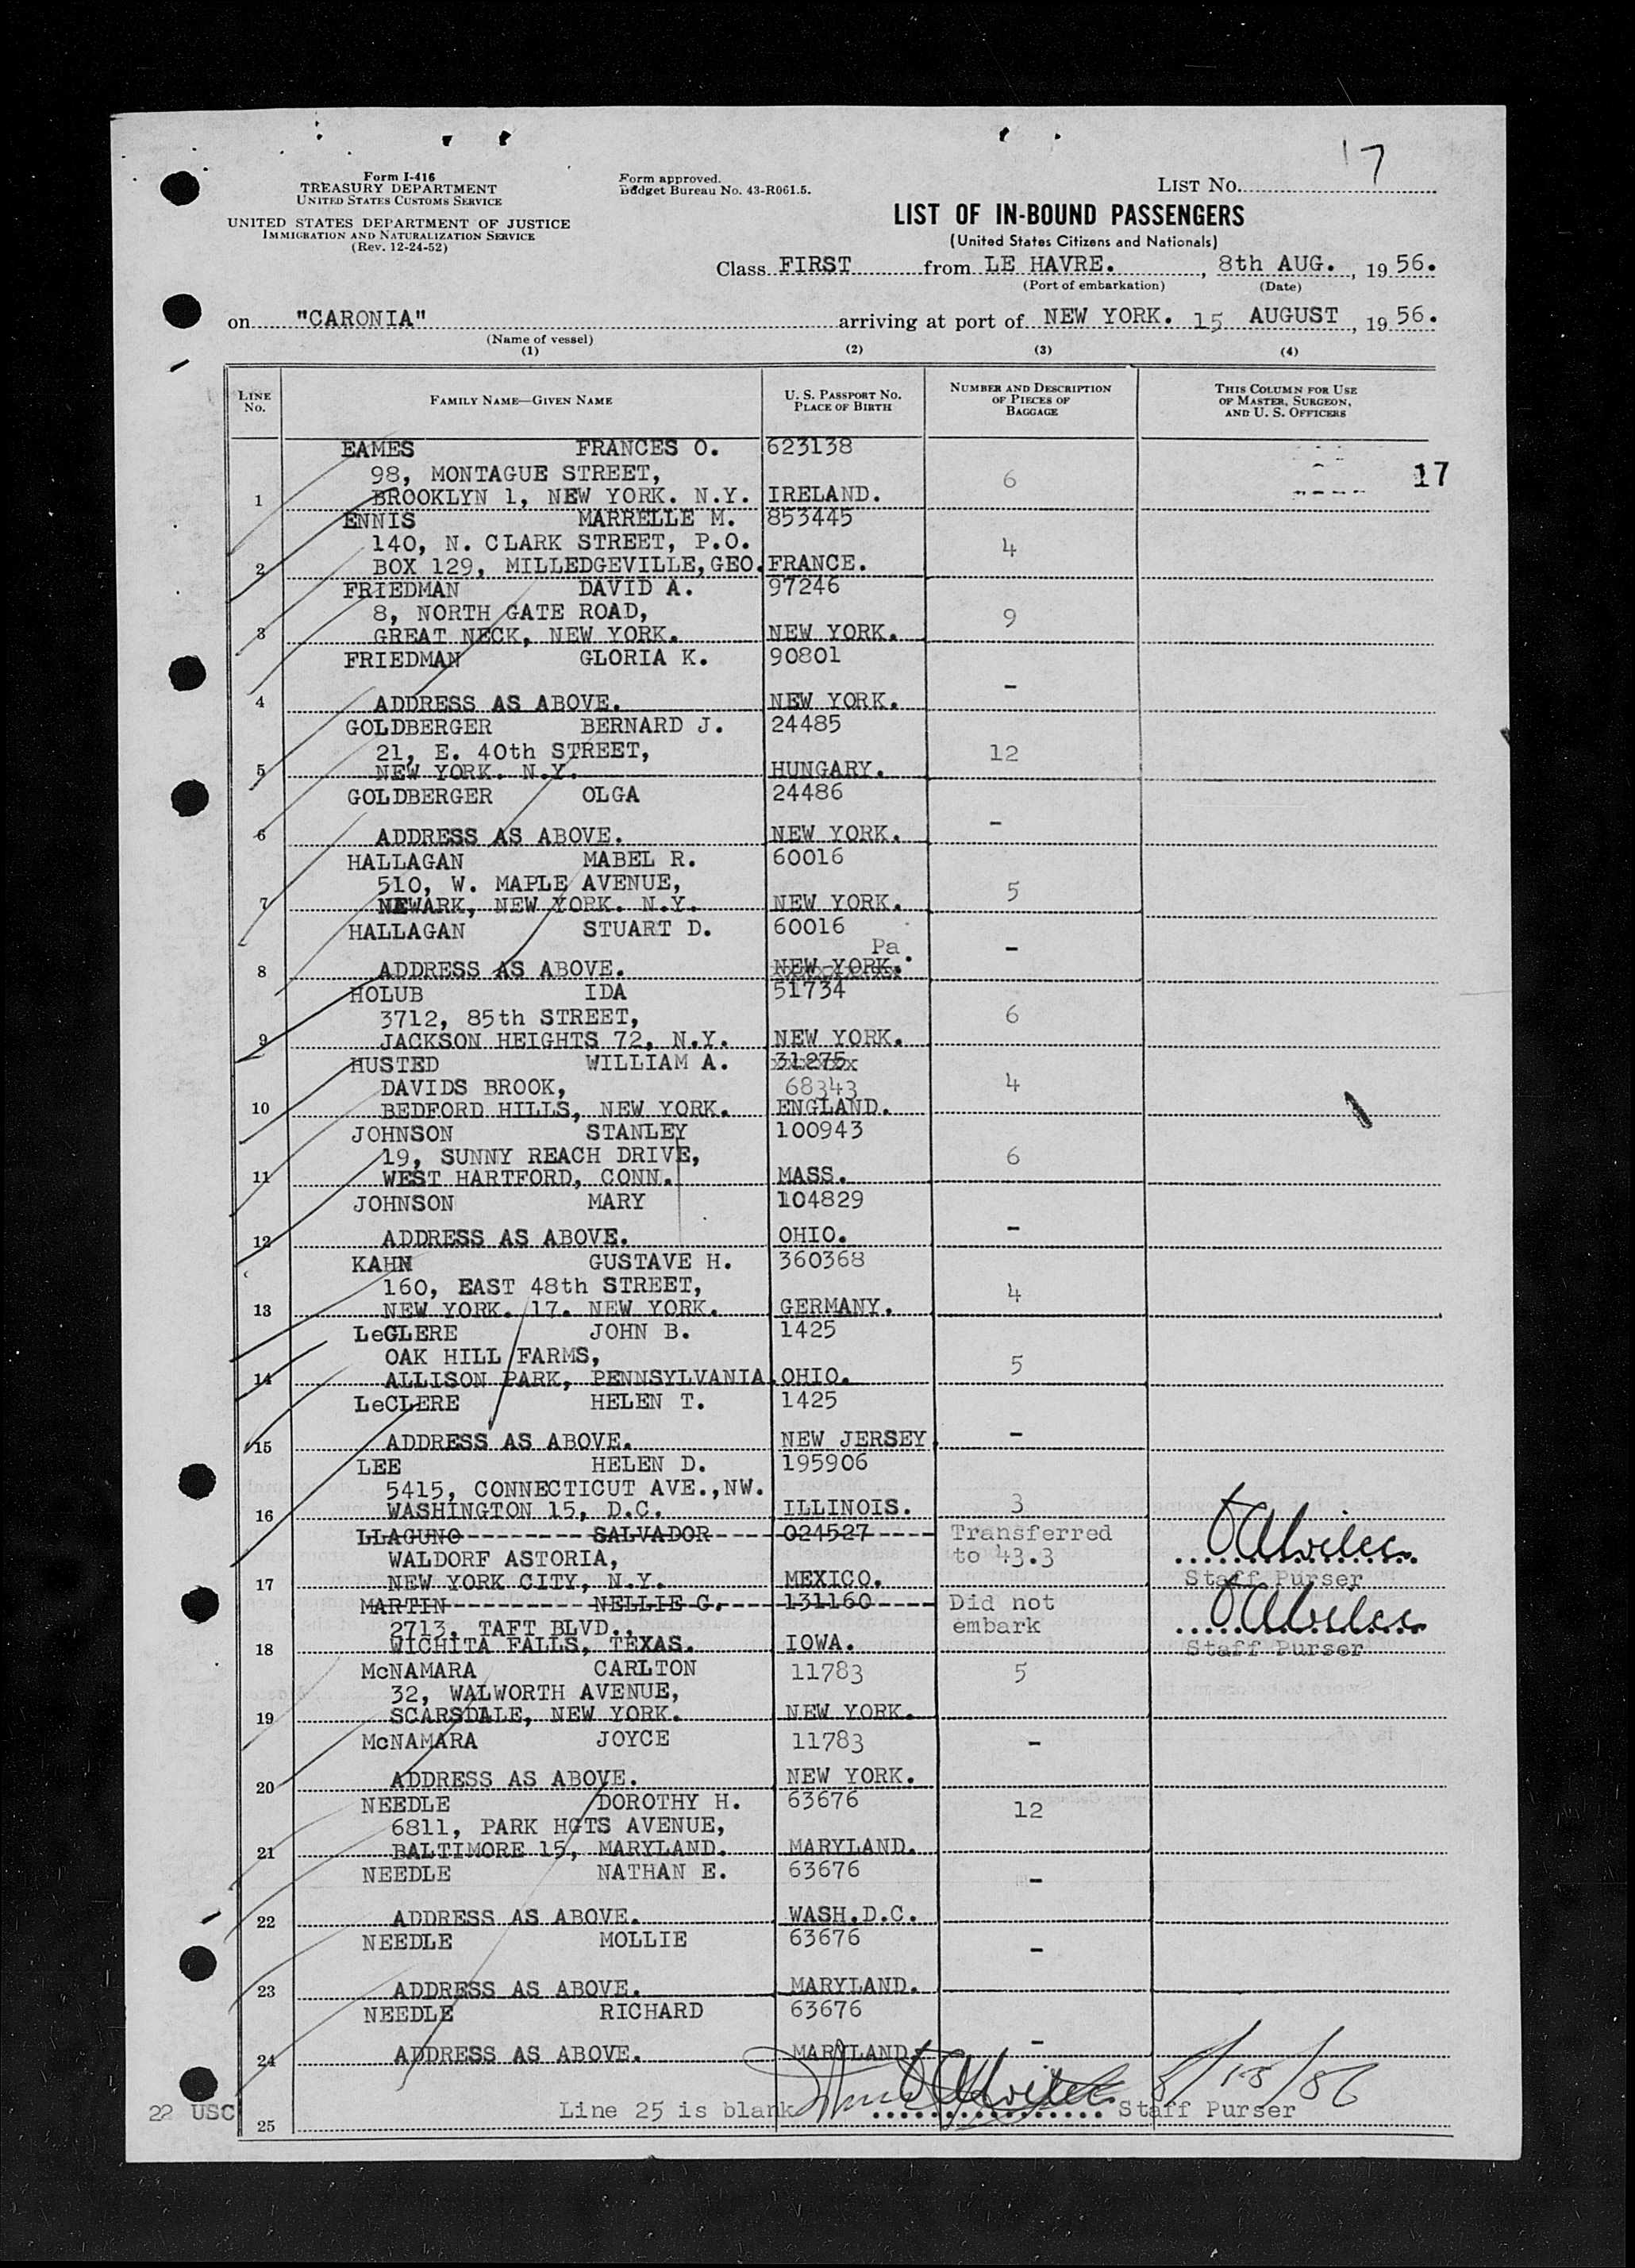 17
Form I-416
TREASURY DEPARTMENT
UNITED STATES CUSTOMS SERVICE
UNITED STATES DEPARTMENT OF JUSTICE
IMMIGRATION AND NATURALIZATION SERVICE
(Rev. 12-24-52)
Form approved.
Budget Bureau No. 43-R061.5.
LIST NO.
LIST OF IN-BOUND PASSENGERS
(United States Citizens and Nationals)
Class FIRST from LE HAVRE. , 8th AUG. , 19 56.
(Port of embarkation) (Date)
on "CARONIA" arriving at port of NEW YORK. 15 AUGUST , 19 56.
(Name of vessel)
(1) (2) (3) (4)
LINE No. FAMILY NAME—GIVEN NAME U. S. PASSPORT NO. PLACE OF BIRTH NUMBER AND DESCRIPTION OF PIECES OF BAGGAGE THIS COLUMN FOR USE OF MASTER, SURGEON, AND U. S. OFFICERS
EAMES FRANCES O. 623138
98, MONTAGUE STREET, 6 17
1 BROOKLYN 1, NEW YORK. N.Y. IRELAND.
ENNIS MARRELLE M. 853445
140, N. CLARK STREET, P.O. 4
2 BOX 129, MILLEDGEVILLE, GEO. FRANCE.
FRIEDMAN DAVID A. 97246
8, NORTH GATE ROAD, 9
3 GREAT NECK, NEW YORK. NEW YORK.
FRIEDMAN GLORIA K. 90801
4 ADDRESS AS ABOVE. NEW YORK. -
GOLDBERGER BERNARD J. 24485
21, E. 40th STREET, 12
5 NEW YORK. N.Y. HUNGARY.
GOLDBERGER OLGA 24486
6 ADDRESS AS ABOVE. NEW YORK. -
HALLAGAN MABEL R. 60016
510, W. MAPLE AVENUE, 5
7 NEWARK, NEW YORK. N.Y. NEW YORK.
HALLAGAN STUART D. 60016
Pa. -
8 ADDRESS AS ABOVE. NEW YORK.
HOLUB IDA 51734
3712, 85th STREET, 6
9 JACKSON HEIGHTS 72, N.Y. NEW YORK.
HUSTED WILLIAM A. 31275
DAVIDS BROOK, 68343 4
10 BEDFORD HILLS, NEW YORK. ENGLAND.
JOHNSON STANLEY 100943
19, SUNNY REACH DRIVE, 6
11 WEST HARTFORD, CONN. MASS.
JOHNSON MARY 104829
12 ADDRESS AS ABOVE. OHIO. -
KAHN GUSTAVE H. 360368
160, EAST 48th STREET, 4
13 NEW YORK. 17. NEW YORK. GERMANY.
LeCLERE JOHN B. 1425
OAK HILL FARMS, 5
14 ALLISON PARK, PENNSYLVANIA. OHIO.
LeCLERE HELEN T. 1425
15 ADDRESS AS ABOVE. NEW JERSEY -
LEE HELEN D. 195906
5415, CONNECTICUT AVE.,NW. 3
16 WASHINGTON 15, D.C. ILLINOIS.
LLAGUNO SALVADOR 024527 Transferred
WALDORF ASTORIA, to 43.3
17 NEW YORK CITY, N.Y. MEXICO. Staff Purser
MARTIN NELLIE G. 131160 Did not
2713, TAFT BLVD., embark
18 WICHITA FALLS, TEXAS. IOWA. Staff Purser
McNAMARA CARLTON 11783 5
32, WALWORTH AVENUE,
19 SCARSDALE, NEW YORK. NEW YORK.
McNAMARA JOYCE 11783 -
20 ADDRESS AS ABOVE. NEW YORK.
NEEDLE DOROTHY H. 63676 12
6811, PARK HGTS AVENUE,
21 BALTIMORE 15, MARYLAND. MARYLAND.
NEEDLE NATHAN E. 63676 -
22 ADDRESS AS ABOVE. WASH.D.C.
NEEDLE MOLLIE 63676 -
23 ADDRESS AS ABOVE. MARYLAND.
NEEDLE RICHARD 63676
24 ADDRESS AS ABOVE. MARYLAND. -
22 USC Line 25 is blank Staff Purser 8/15/56
25